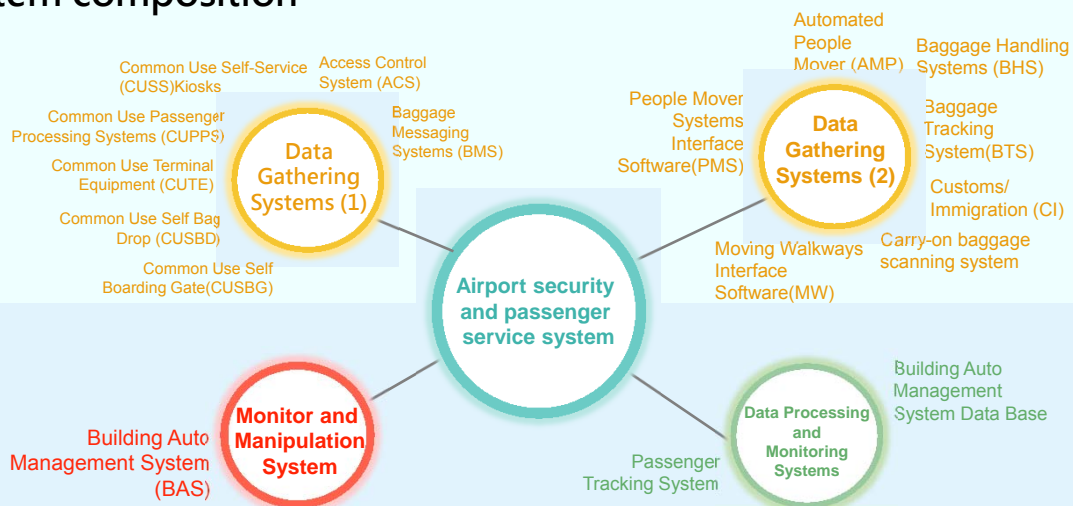 tem composition
Common Use Self-Service
(CUSS)Kiosks
Access Control
System (ACS)
Common Use Passenger
Processing Systems (CUPPS)
Baggage
Messaging
Systems (BMS)
Common Use Terminal
Equipment (CUTE)
Common Use Self Bag
Drop (CUSBD)
Common Use Self
Boarding Gate(CUSBG)
Data
Gathering
Systems (1)
Automated
People
Mover (AMP)
Baggage Handling
Systems (BHS)
People Mover
Systems
Interface
Software(PMS)
Data
Gathering
Systems (2)
Baggage
Tracking
System(BTS)
Customs/
Immigration (CI)
Carry-on baggage
scanning system
Moving Walkways
Interface
Software(MW)
Airport security
and passenger
service system
Monitor and
Manipulation
System
Building Auto
Management System
(BAS)
Data Processing
and
Monitoring
Systems
Building Auto
Management
System Data Base
Passenger
Tracking System